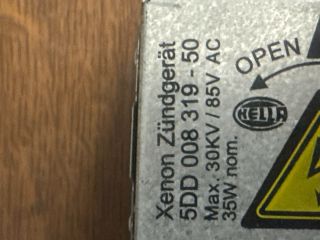 Xenon Zündgerät
5DD 008 319 - 50
Max. 30KV / 85V AC
35W nom.
OPEN
HELLA